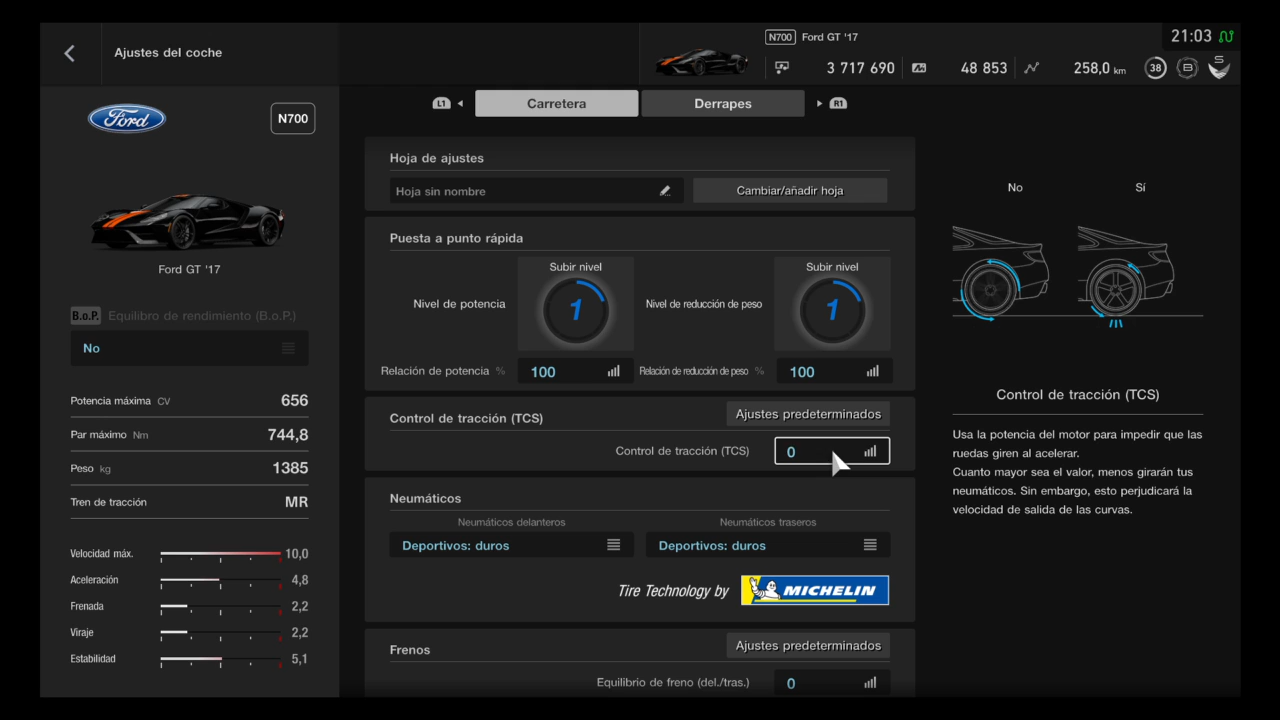 Ajustes del coche
N700 Ford GT '17
21:03
3 717 690
48 853
258,0 km
38
B
S
L1
Carretera
Derrapes
R1
Ford
N700
Ford GT '17
B.o.P. Equilibro de rendimiento (B.o.P.)
No
Potencia máxima CV 656
Par máximo Nm 744,8
Peso kg 1385
Tren de tracción MR
Velocidad máx. 10,0
Aceleración 4,8
Frenada 2,2
Viraje 2,2
Estabilidad 5,1
Hoja de ajustes
Hoja sin nombre
Cambiar/añadir hoja
Puesta a punto rápida
Subir nivel
Subir nivel
Nivel de potencia
1
Nivel de reducción de peso
1
Relación de potencia % 100
Relación de reducción de peso % 100
Control de tracción (TCS)
Ajustes predeterminados
Control de tracción (TCS) 0
Neumáticos
Neumáticos delanteros
Neumáticos traseros
Deportivos: duros
Deportivos: duros
Tire Technology by MICHELIN
Frenos
Ajustes predeterminados
Equilibrio de freno (del./tras.) 0
No
Sí
Control de tracción (TCS)
Usa la potencia del motor para impedir que las
ruedas giren al acelerar.
Cuanto mayor sea el valor, menos girarán tus
neumáticos. Sin embargo, esto perjudicará la
velocidad de salida de las curvas.